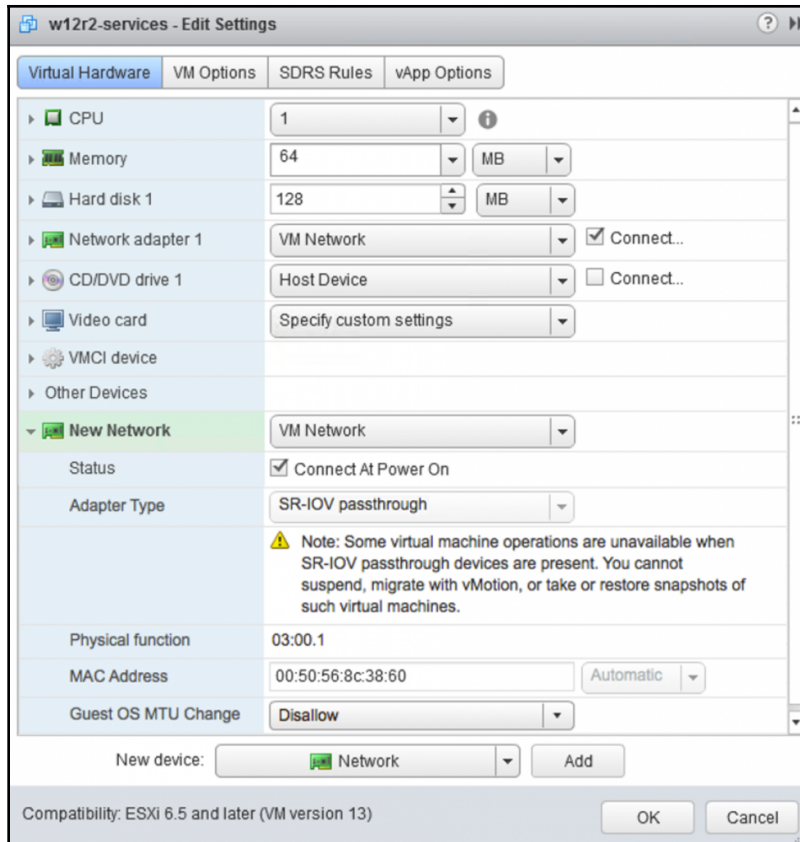 w12r2-services - Edit Settings
?
Virtual Hardware VM Options SDRS Rules vApp Options
CPU 1
Memory 64 MB
Hard disk 1 128 MB
Network adapter 1 VM Network Connect...
CD/DVD drive 1 Host Device Connect...
Video card Specify custom settings
VMCI device
Other Devices
New Network VM Network
Status Connect At Power On
Adapter Type SR-IOV passthrough
Note: Some virtual machine operations are unavailable when
SR-IOV passthrough devices are present. You cannot
suspend, migrate with vMotion, or take or restore snapshots of
such virtual machines.
Physical function 03:00.1
MAC Address 00:50:56:8c:38:60 Automatic
Guest OS MTU Change Disallow
New device: Network Add
Compatibility: ESXi 6.5 and later (VM version 13) OK Cancel